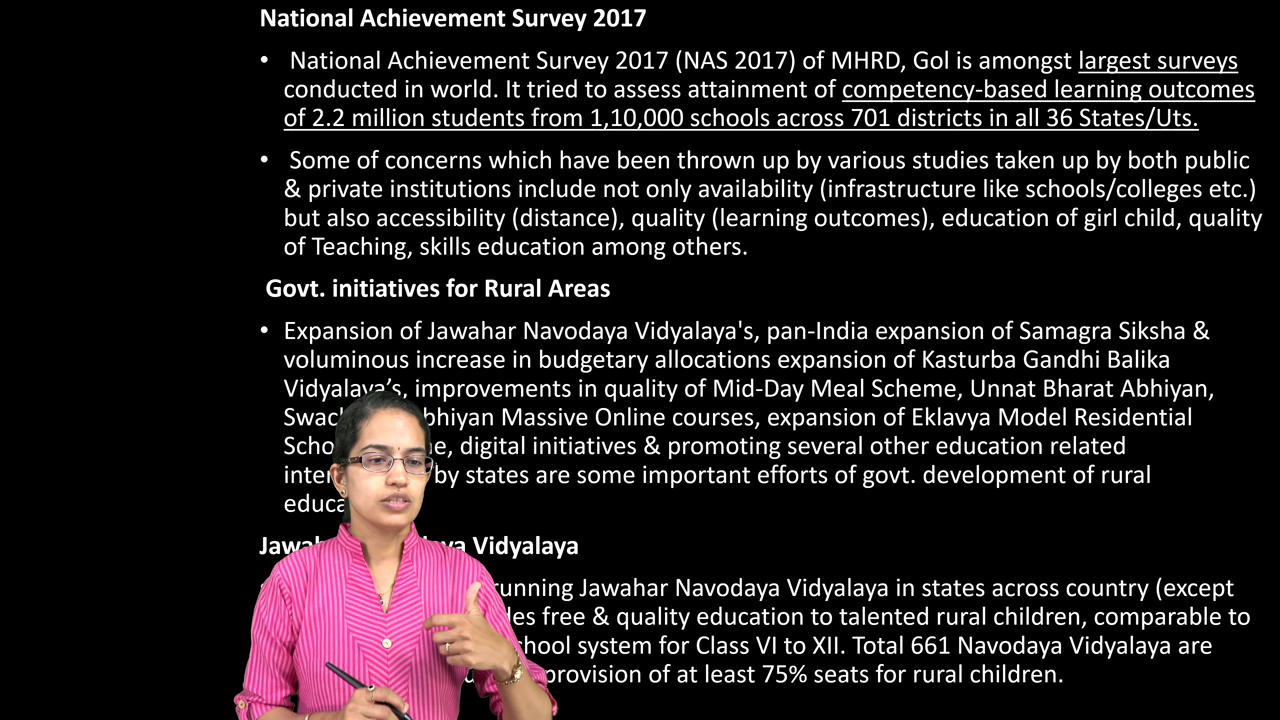 National Achievement Survey 2017
• National Achievement Survey 2017 (NAS 2017) of MHRD, GoI is amongst largest surveys
conducted in world. It tried to assess attainment of competency-based learning outcomes
of 2.2 million students from 1,10,000 schools across 701 districts in all 36 States/Uts.
• Some of concerns which have been thrown up by various studies taken up by both public
& private institutions include not only availability (infrastructure like schools/colleges etc.)
but also accessibility (distance), quality (learning outcomes), education of girl child, quality
of Teaching, skills education among others.
Govt. initiatives for Rural Areas
• Expansion of Jawahar Navodaya Vidyalaya's, pan-India expansion of Samagra Siksha &
voluminous increase in budgetary allocations expansion of Kasturba Gandhi Balika
Vidyalaya's, improvements in quality of Mid-Day Meal Scheme, Unnat Bharat Abhiyan,
Massive Online courses, expansion of Eklavya Model Residential
digital initiatives & promoting several other education related
by states are some important efforts of govt. development of rural
Vidyalaya
running Jawahar Navodaya Vidyalaya in states across country (except
free & quality education to talented rural children, comparable to
system for Class VI to XII. Total 661 Navodaya Vidyalaya are
provision of at least 75% seats for rural children.